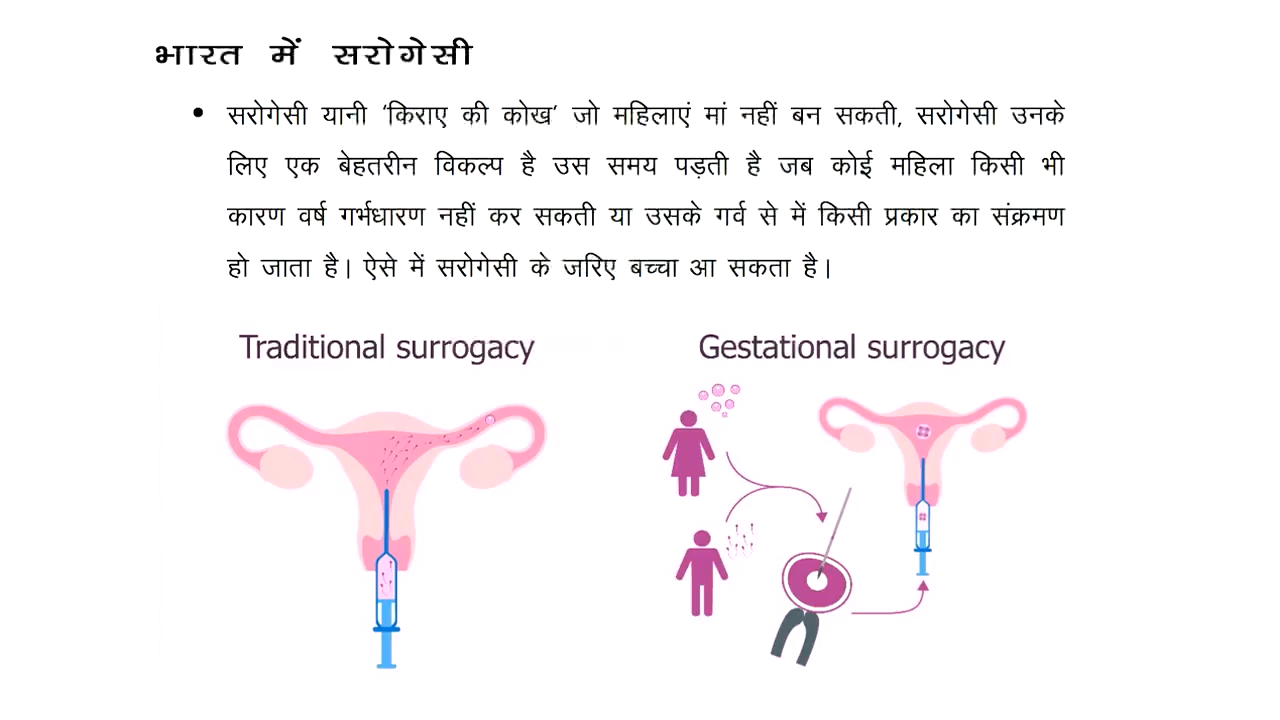 भारत में सरोगेसी
• सरोगेसी यानी ‘किराए की कोख’ जो महिलाएं मां नहीं बन सकती, सरोगेसी उनके
लिए एक बेहतरीन विकल्प है उस समय पड़ती है जब कोई महिला किसी भी
कारण वर्ष गर्भधारण नहीं कर सकती या उसके गर्व से में किसी प्रकार का संक्रमण
हो जाता है। ऐसे में सरोगेसी के जरिए बच्चा आ सकता है।
Traditional surrogacy
Gestational surrogacy